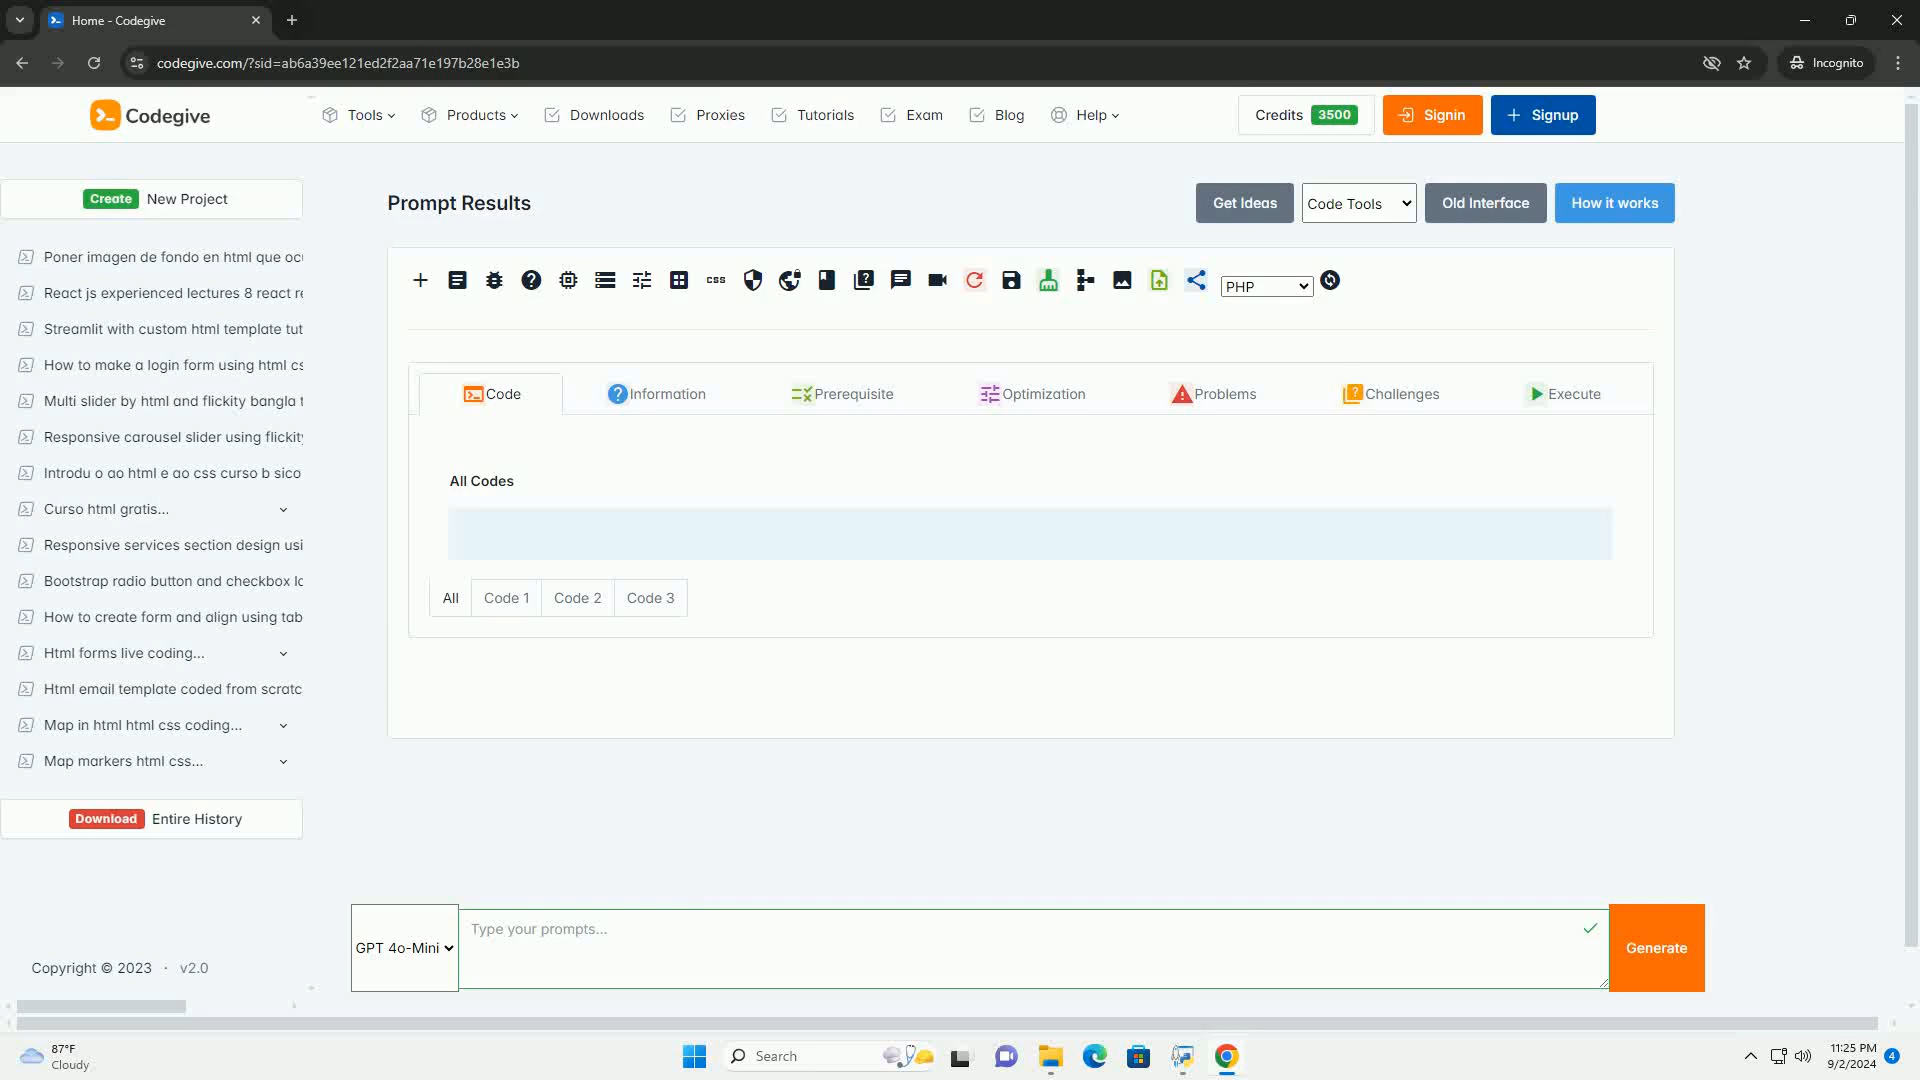 Home - Codegive
codegive.com/?sid=ab6a39ee121ed2f2aa71e197b28e1e3b
Incognito
Codegive
Tools
Products
Downloads
Proxies
Tutorials
Exam
Blog
Help
Credits 3500
Signin
Signup
Create New Project
Prompt Results
Get Ideas
Code Tools
Old Interface
How it works
Poner imagen de fondo en html que oc
React js experienced lectures 8 react re
Streamlit with custom html template tut
How to make a login form using html cs
Multi slider by html and flickity bangla t
Responsive carousel slider using flickity
Introdu o ao html e ao css curso b sico
Curso html gratis...
Responsive services section design usi
Bootstrap radio button and checkbox la
How to create form and align using tab
Html forms live coding...
Html email template coded from scratc
Map in html html css coding...
Map markers html css...
Download Entire History
css
PHP
Code
Information
Prerequisite
Optimization
Problems
Challenges
Execute
All Codes
All
Code 1
Code 2
Code 3
GPT 4o-Mini
Type your prompts...
Generate
Copyright © 2023 · v2.0
87°F
Cloudy
Search
11:25 PM
9/2/2024
4